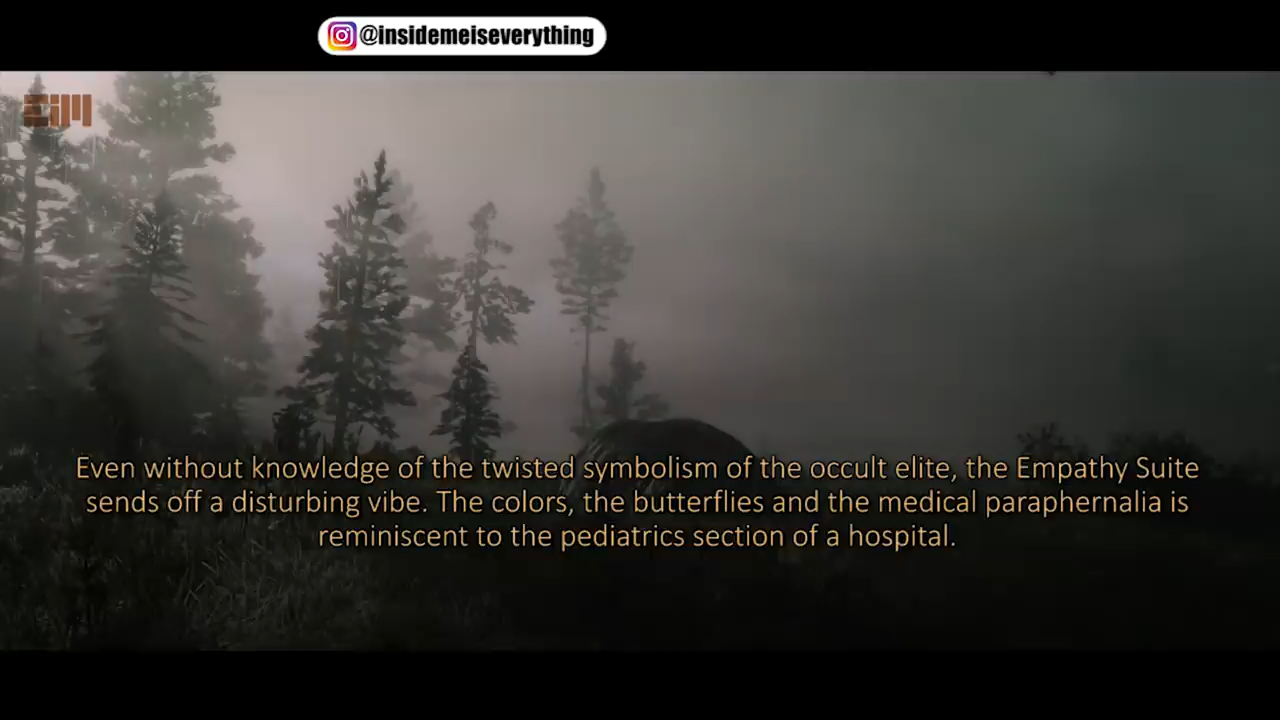 @insidemeiseverything
EiM
Even without knowledge of the twisted symbolism of the occult elite, the Empathy Suite
sends off a disturbing vibe. The colors, the butterflies and the medical paraphernalia is
reminiscent to the pediatrics section of a hospital.